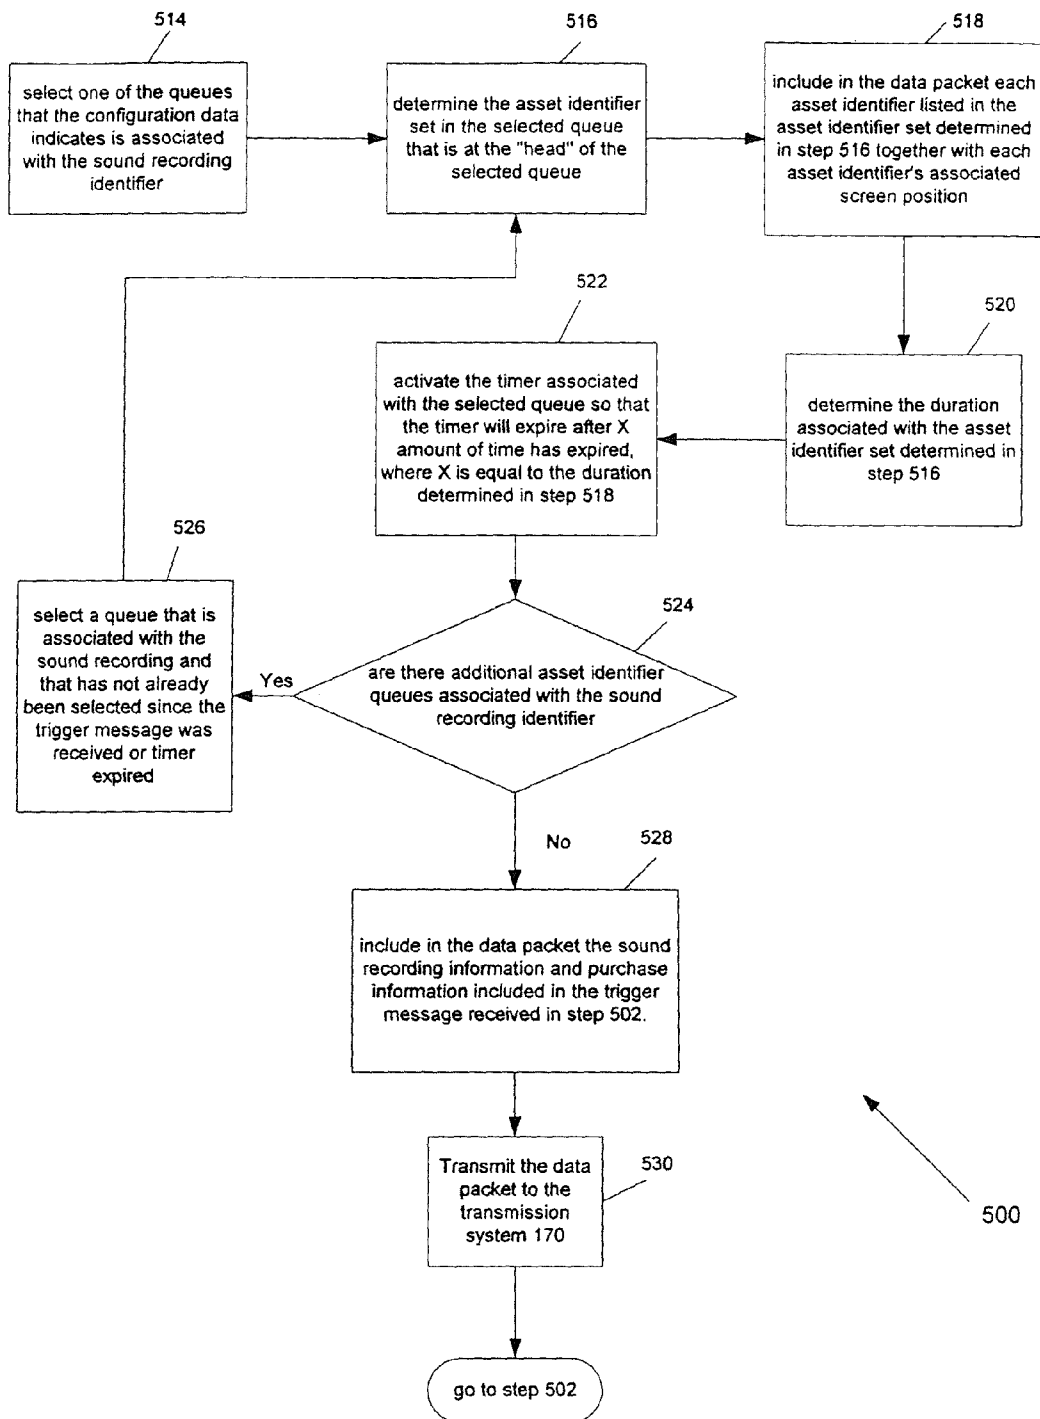 514
select one of the queues
that the configuration data
indicates is associated
with the sound recording
identifier
516
determine the asset identifier
set in the selected queue
that is at the "head" of the
selected queue
518
include in the data packet each
asset identifier listed in the
asset identifier set determined
in step 516 together with each
asset identifier's associated
screen position
520
determine the duration
associated with the asset
identifier set determined in
step 516
522
activate the timer associated
with the selected queue so that
the timer will expire after X
amount of time has expired,
where X is equal to the duration
determined in step 518
524
are there additional asset identifier
queues associated with the sound
recording identifier
Yes
526
select a queue that is
associated with the
sound recording and
that has not already
been selected since the
trigger message was
received or timer
expired
No
528
include in the data packet the sound
recording information and purchase
information included in the trigger
message received in step 502.
530
Transmit the data
packet to the
transmission
system 170
500
go to step 502